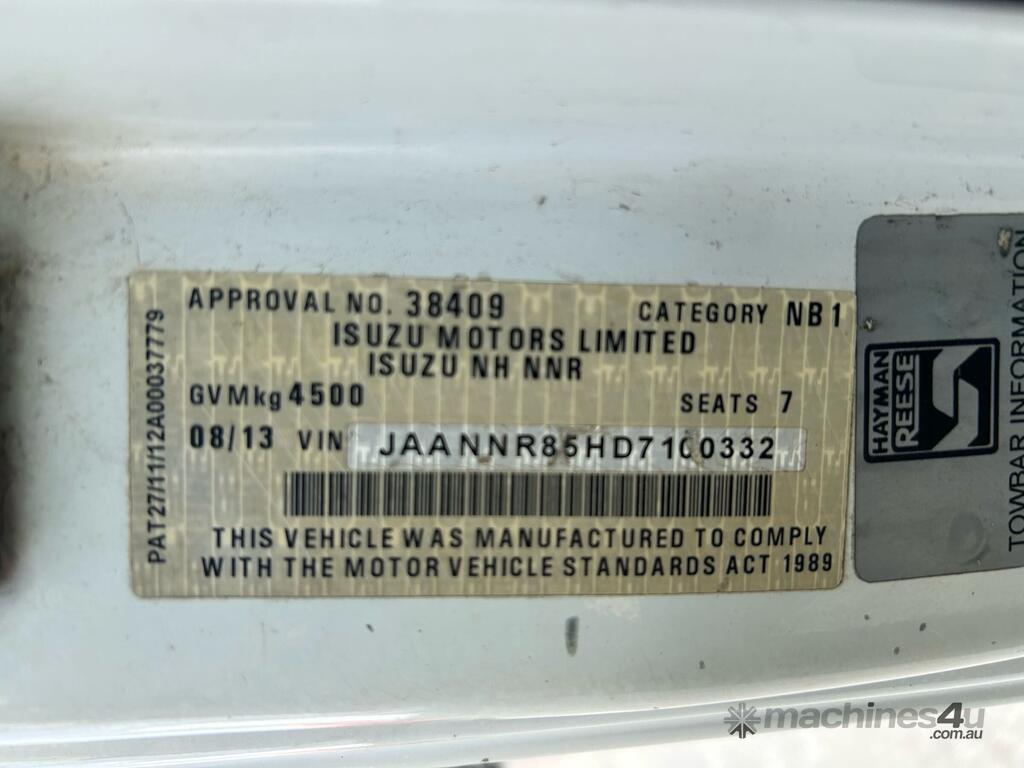 APPROVAL NO. 38409 CATEGORY NB1
ISUZU MOTORS LIMITED
ISUZU NH NNR
GVMkg 4500 SEATS 7
08/13 VIN JAANNR85HD7100332
THIS VEHICLE WAS MANUFACTURED TO COMPLY
WITH THE MOTOR VEHICLE STANDARDS ACT 1989
PAT27/11/12A00037779
HAYMAN
REESE
TOWBAR INFORMATION
machines4u
.com.au